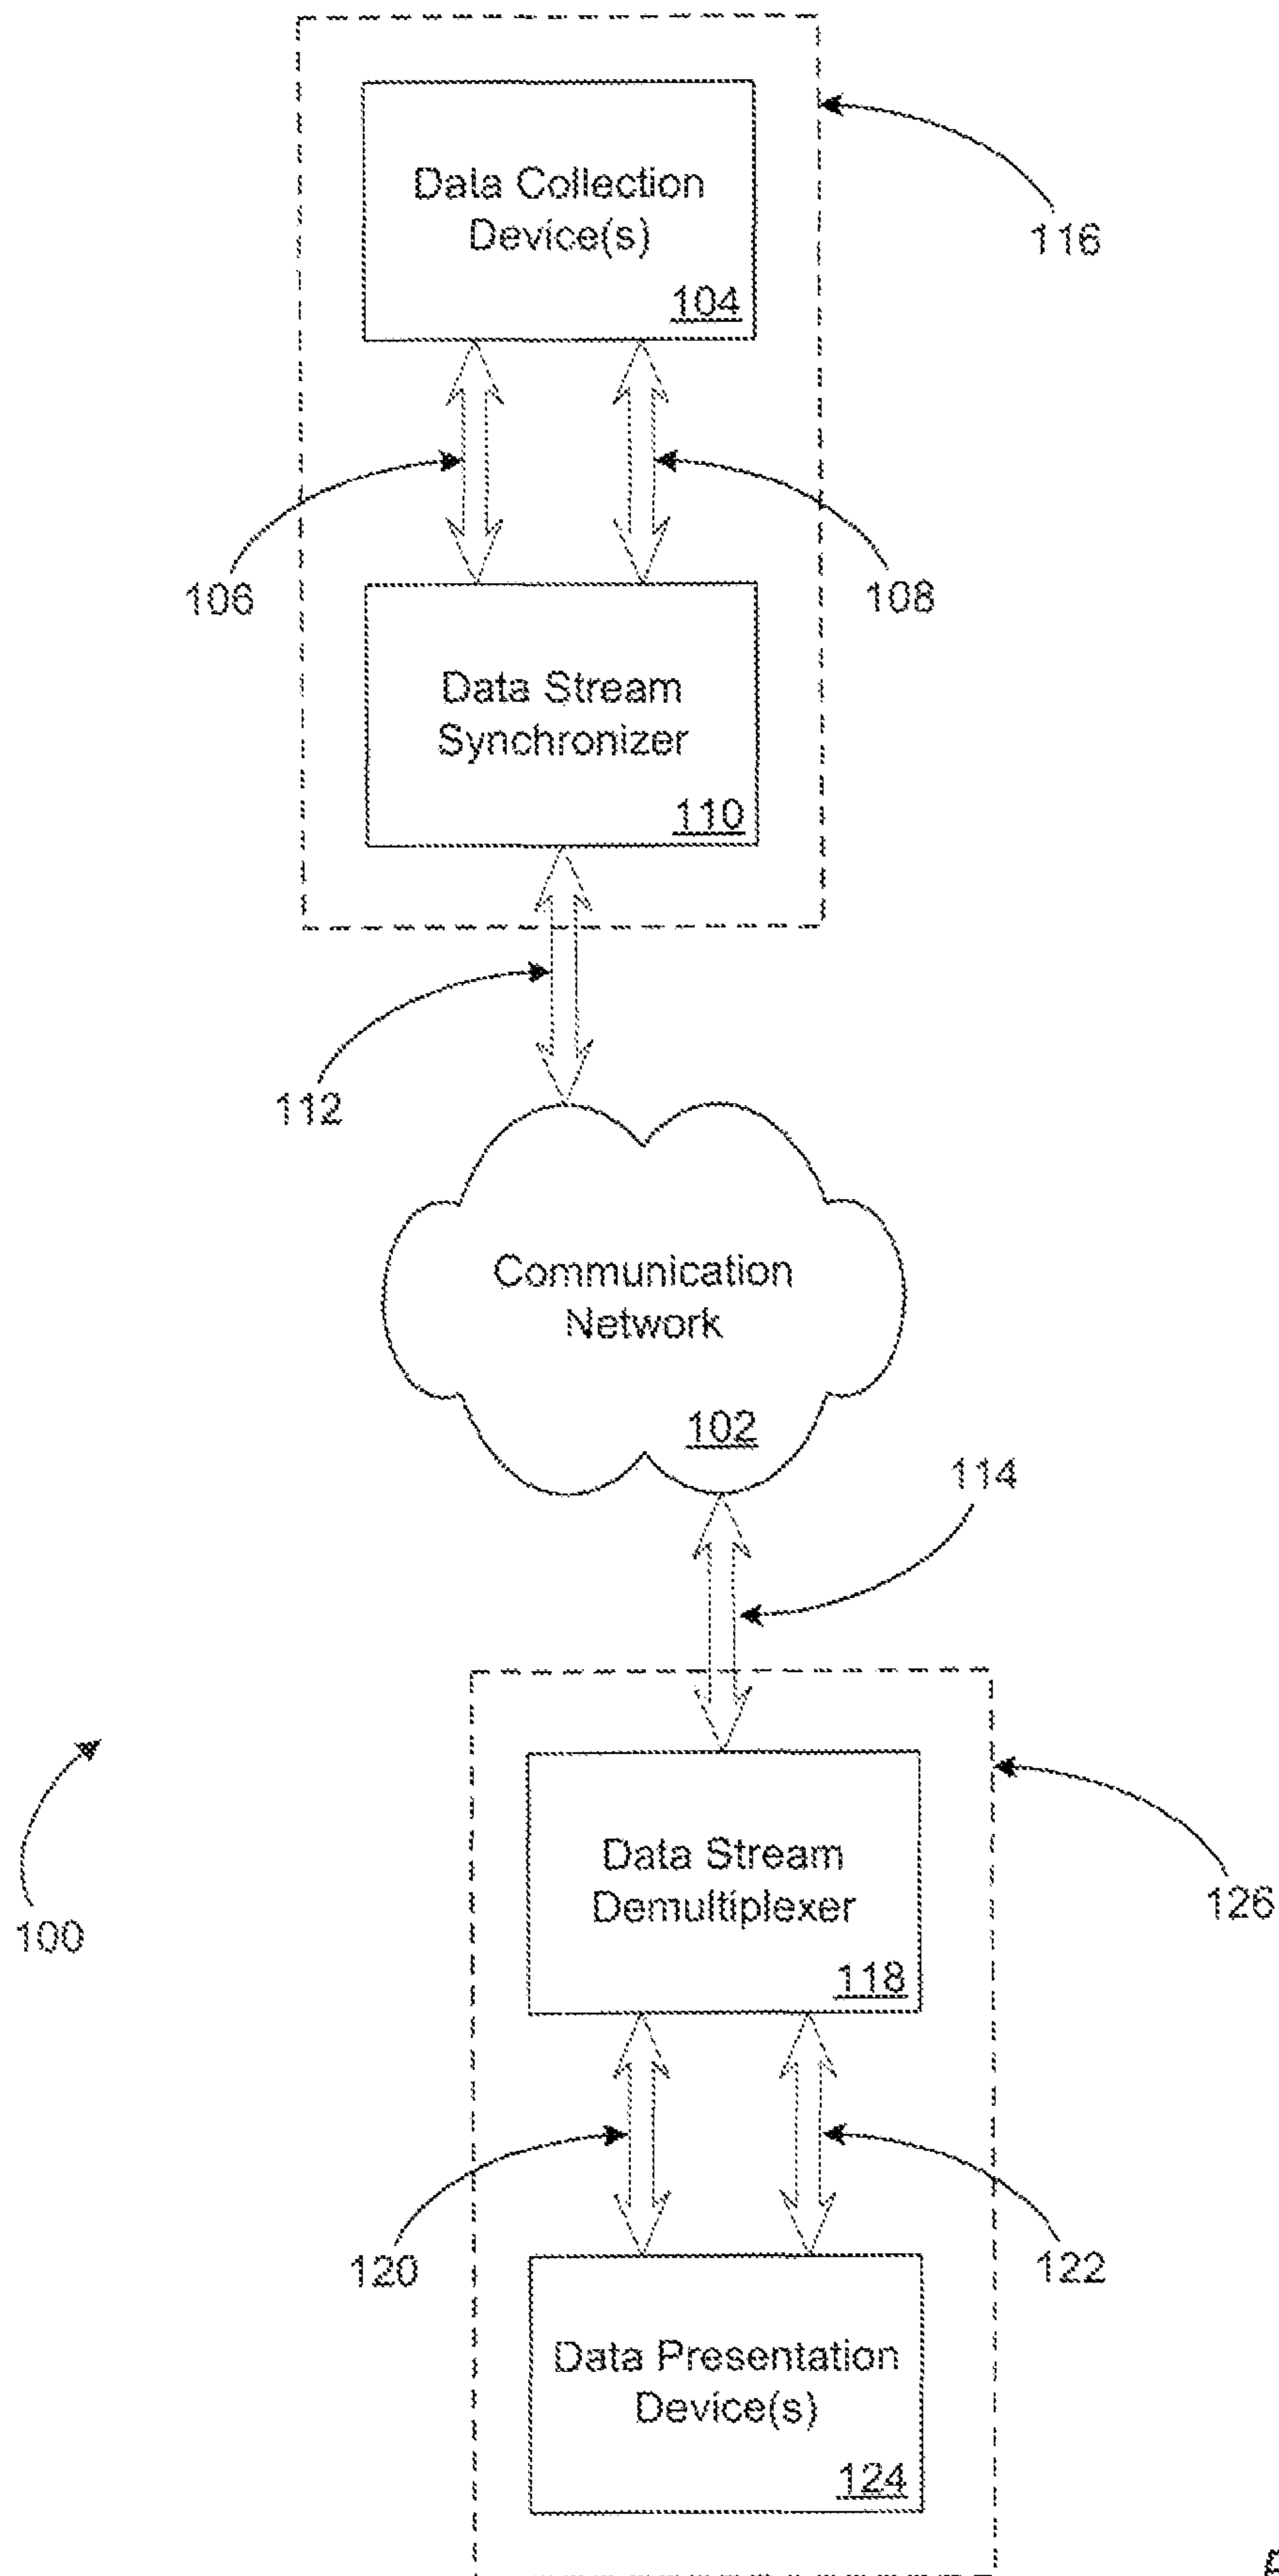 Data Collection
Device(s)
104
116
106
108
Data Stream
Synchronizer
110
112
Communication
Network
102
114
Data Stream
Demultiplexer
118
126
100
120
122
Data Presentation
Device(s)
124